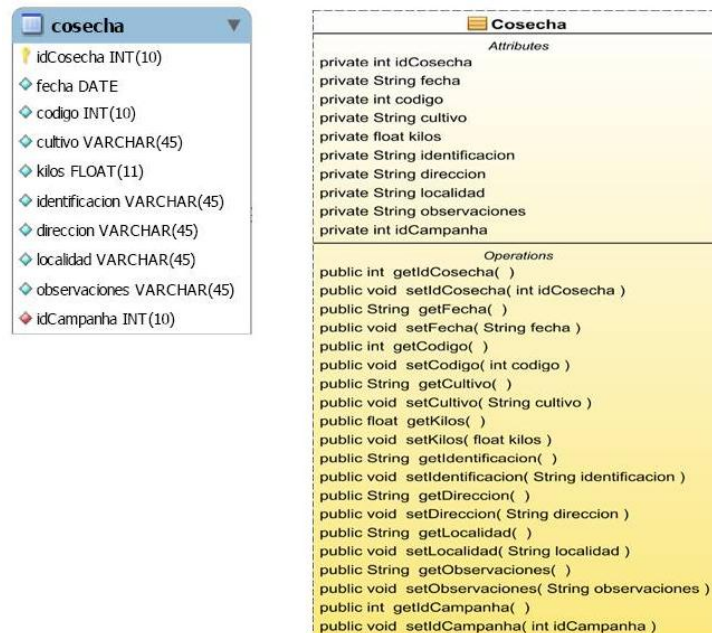 cosecha
idCosecha INT(10)
fecha DATE
codigo INT(10)
cultivo VARCHAR(45)
kilos FLOAT(11)
identificacion VARCHAR(45)
direccion VARCHAR(45)
localidad VARCHAR(45)
observaciones VARCHAR(45)
idCampanha INT(10)
Cosecha
Attributes
private int idCosecha
private String fecha
private int codigo
private String cultivo
private float kilos
private String identificacion
private String direccion
private String localidad
private String observaciones
private int idCampanha
Operations
public int getIdCosecha( )
public void setIdCosecha( int idCosecha )
public String getFecha( )
public void setFecha( String fecha )
public int getCodigo( )
public void setCodigo( int codigo )
public String getCultivo( )
public void setCultivo( String cultivo )
public float getKilos( )
public void setKilos( float kilos )
public String getIdentificacion( )
public void setIdentificacion( String identificacion )
public String getDireccion( )
public void setDireccion( String direccion )
public String getLocalidad( )
public void setLocalidad( String localidad )
public String getObservaciones( )
public void setObservaciones( String observaciones )
public int getIdCampanha( )
public void setIdCampanha( int idCampanha )